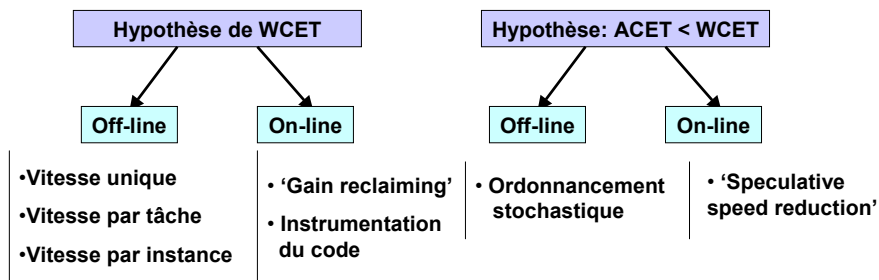 Hypothèse de WCET
Hypothèse: ACET < WCET
Off-line
On-line
Off-line
On-line
•Vitesse unique
•Vitesse par tâche
•Vitesse par instance
• ‘Gain reclaiming’
• Instrumentation
du code
• Ordonnancement
stochastique
• ‘Speculative
speed reduction’